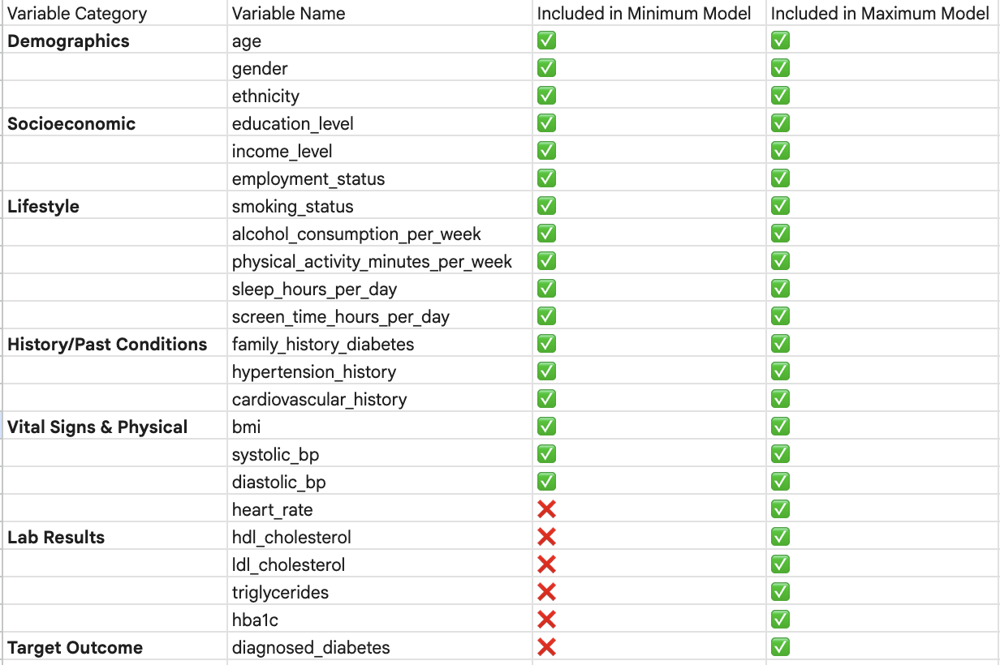 Variable Category Variable Name Included in Minimum Model Included in Maximum Model
Demographics age ✅ ✅
gender ✅ ✅
ethnicity ✅ ✅
Socioeconomic education_level ✅ ✅
income_level ✅ ✅
employment_status ✅ ✅
Lifestyle smoking_status ✅ ✅
alcohol_consumption_per_week ✅ ✅
physical_activity_minutes_per_week ✅ ✅
sleep_hours_per_day ✅ ✅
screen_time_hours_per_day ✅ ✅
History/Past Conditions family_history_diabetes ✅ ✅
hypertension_history ✅ ✅
cardiovascular_history ✅ ✅
Vital Signs & Physical bmi ✅ ✅
systolic_bp ✅ ✅
diastolic_bp ✅ ✅
heart_rate ❌ ✅
Lab Results hdl_cholesterol ❌ ✅
ldl_cholesterol ❌ ✅
triglycerides ❌ ✅
hba1c ❌ ✅
Target Outcome diagnosed_diabetes ❌ ✅